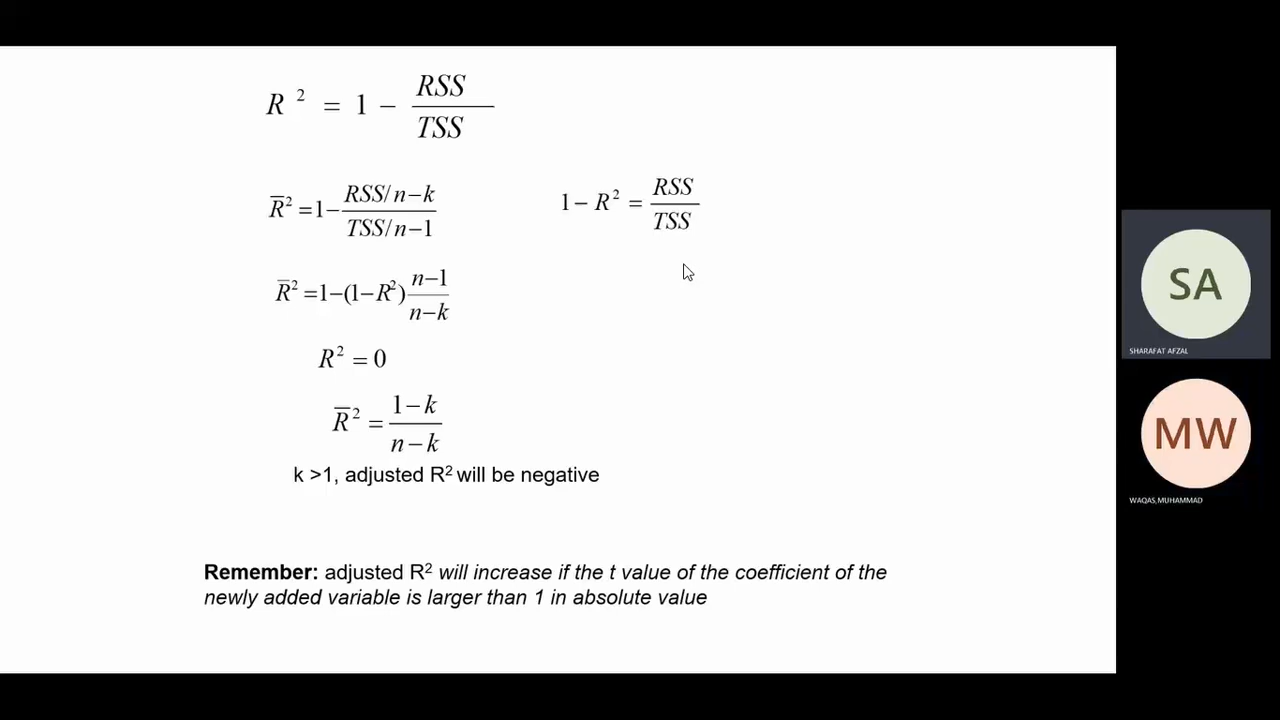 R² = 1 − RSS / TSS
R̅² = 1 − (RSS/n−k) / (TSS/n−1)
1 − R² = RSS / TSS
R̅² = 1−(1−R²) (n−1) / (n−k)
R² = 0
R̅² = (1−k) / (n−k)
k >1, adjusted R² will be negative
Remember: adjusted R² will increase if the t value of the coefficient of the
newly added variable is larger than 1 in absolute value
SA
SHARAFAT AFZAL
MW
WAQAS,MUHAMMAD